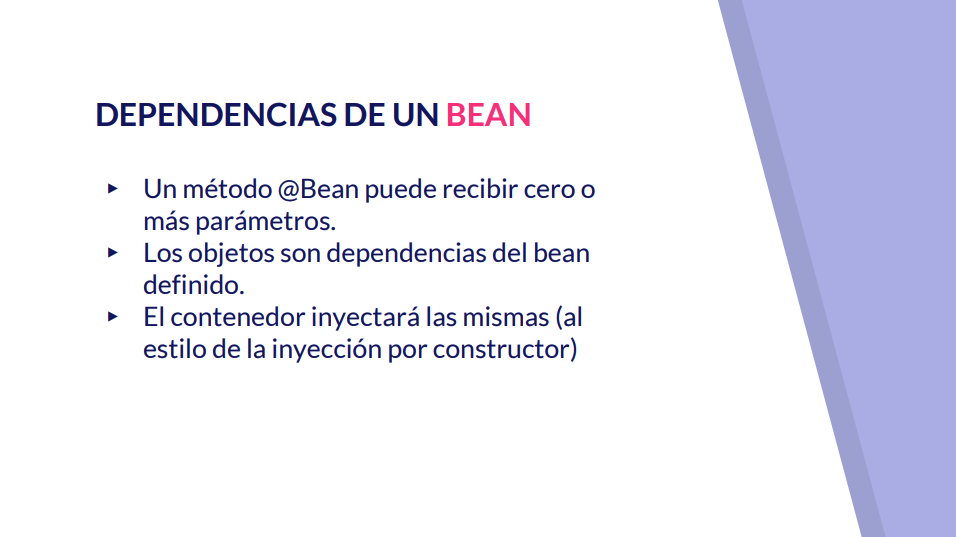 DEPENDENCIAS DE UN BEAN
▸ Un método @Bean puede recibir cero o
más parámetros.
▸ Los objetos son dependencias del bean
definido.
▸ El contenedor inyectará las mismas (al
estilo de la inyección por constructor)